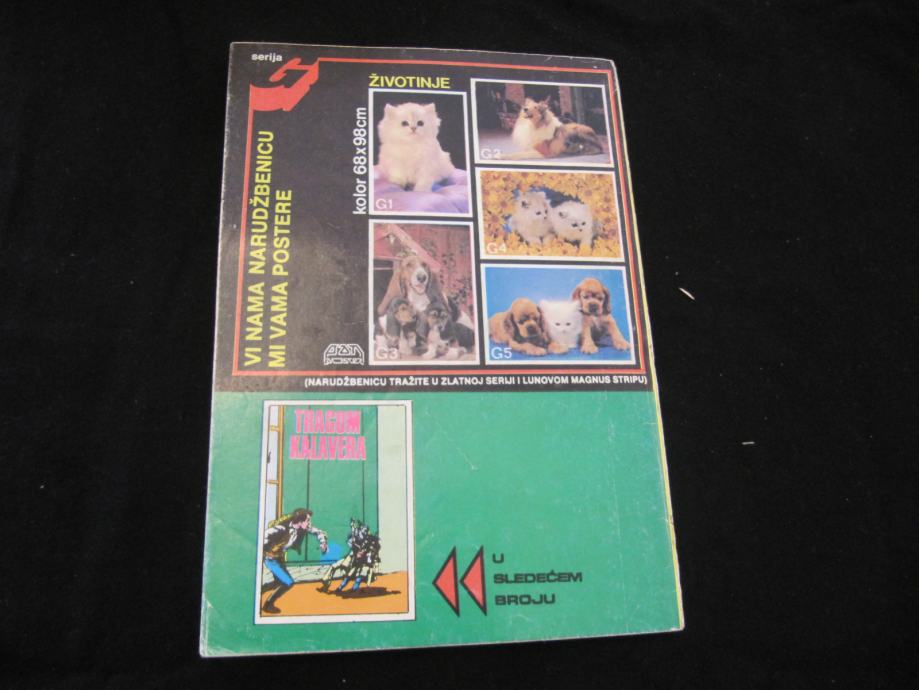 serija
G
VI NAMA NARUDŽBENICU
MI VAMA POSTERE
ŽIVOTINJE
kolor 68x98cm
G1
G2
G4
G3
G5
(NARUDŽBENICU TRAŽITE U ZLATNOJ SERIJI I LUNOVOM MAGNUS STRIPU)
TRAGOM
KALAVERA
U
SLEDEĆEM
BROJU